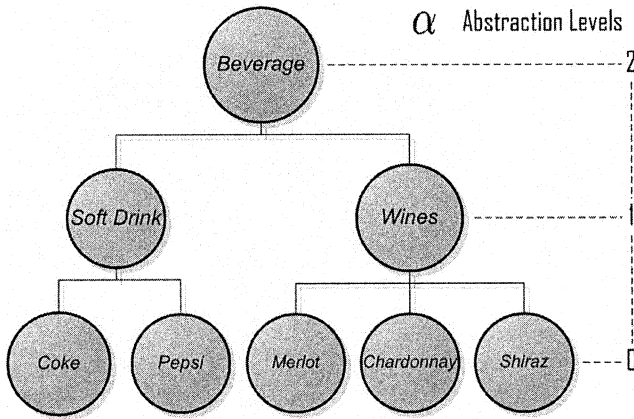 α Abstraction Levels
Beverage
2
Soft Drink
Wines
1
Coke
Pepsi
Merlot
Chardonnay
Shiraz
0